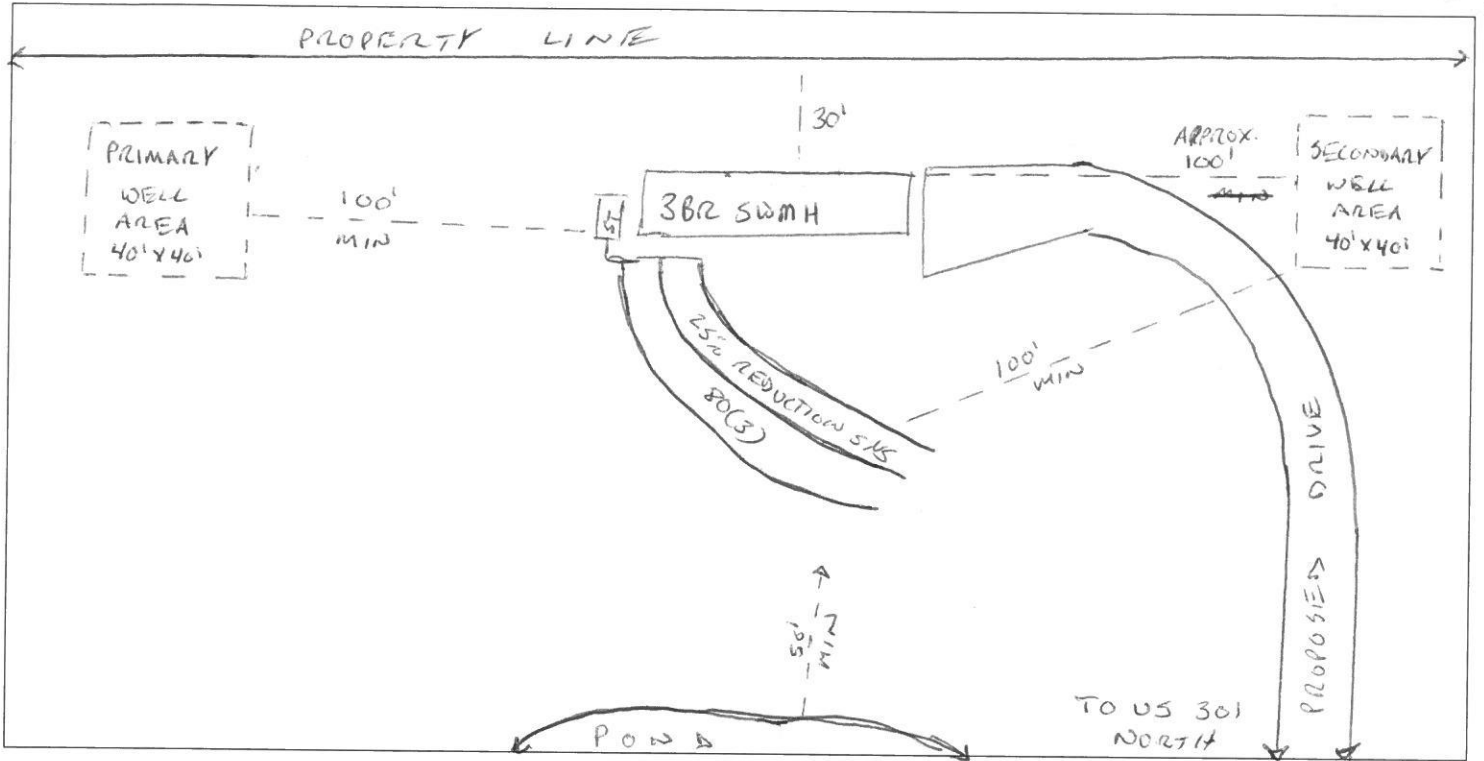 PROPERTY LINE
30'
PRIMARY
WELL
AREA
40'x40'
100'
MIN
ST
3BR SWMH
APPROX.
100'
MIN
SECONDARY
WELL
AREA
40'x40'
25% REDUCTION SYS
80(3)
100'
MIN
50'
MIN
POND
TO US 301
NORTH
PROPOSED DRIVE